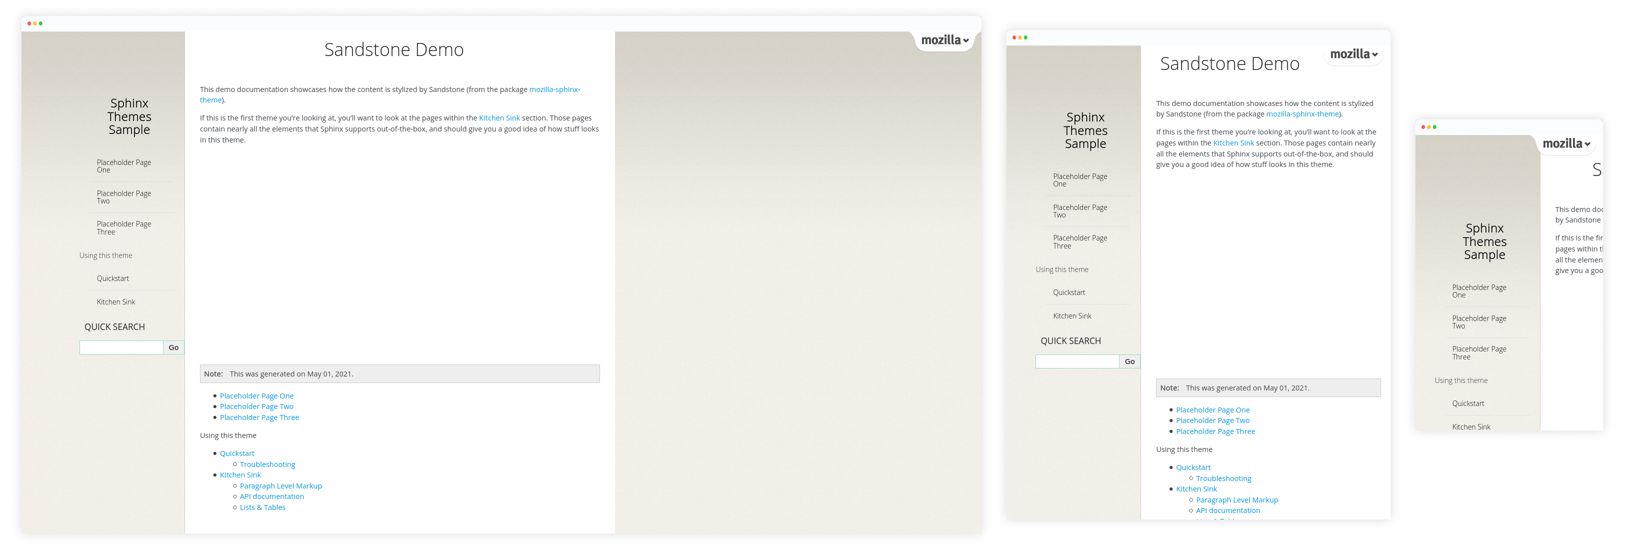 mozilla
Sandstone Demo
Sphinx
Themes
Sample
Placeholder Page
One
Placeholder Page
Two
Placeholder Page
Three
Using this theme
Quickstart
Kitchen Sink
QUICK SEARCH
Go
This demo documentation showcases how the content is stylized by Sandstone (from the package mozilla-sphinx-
theme).
If this is the first theme you're looking at, you'll want to look at the pages within the Kitchen Sink section. Those pages
contain nearly all the elements that Sphinx supports out-of-the-box, and should give you a good idea of how stuff looks
in this theme.
Note: This was generated on May 01, 2021.
Placeholder Page One
Placeholder Page Two
Placeholder Page Three
Using this theme
Quickstart
Troubleshooting
Kitchen Sink
Paragraph Level Markup
API documentation
Lists & Tables
mozilla
Sandstone Demo
Sphinx
Themes
Sample
Placeholder Page
One
Placeholder Page
Two
Placeholder Page
Three
Using this theme
Quickstart
Kitchen Sink
QUICK SEARCH
Go
This demo documentation showcases how the content is stylized
by Sandstone (from the package mozilla-sphinx-theme).
If this is the first theme you're looking at, you'll want to look at the
pages within the Kitchen Sink section. Those pages contain nearly
all the elements that Sphinx supports out-of-the-box, and should
give you a good idea of how stuff looks in this theme.
Note: This was generated on May 01, 2021.
Placeholder Page One
Placeholder Page Two
Placeholder Page Three
Using this theme
Quickstart
Troubleshooting
Kitchen Sink
Paragraph Level Markup
API documentation
mozilla
S
Sphinx
Themes
Sample
Placeholder Page
One
Placeholder Page
Two
Placeholder Page
Three
Using this theme
Quickstart
Kitchen Sink
This demo doc
by Sandstone
If this is the fir
pages within t
all the elemen
give you a goo